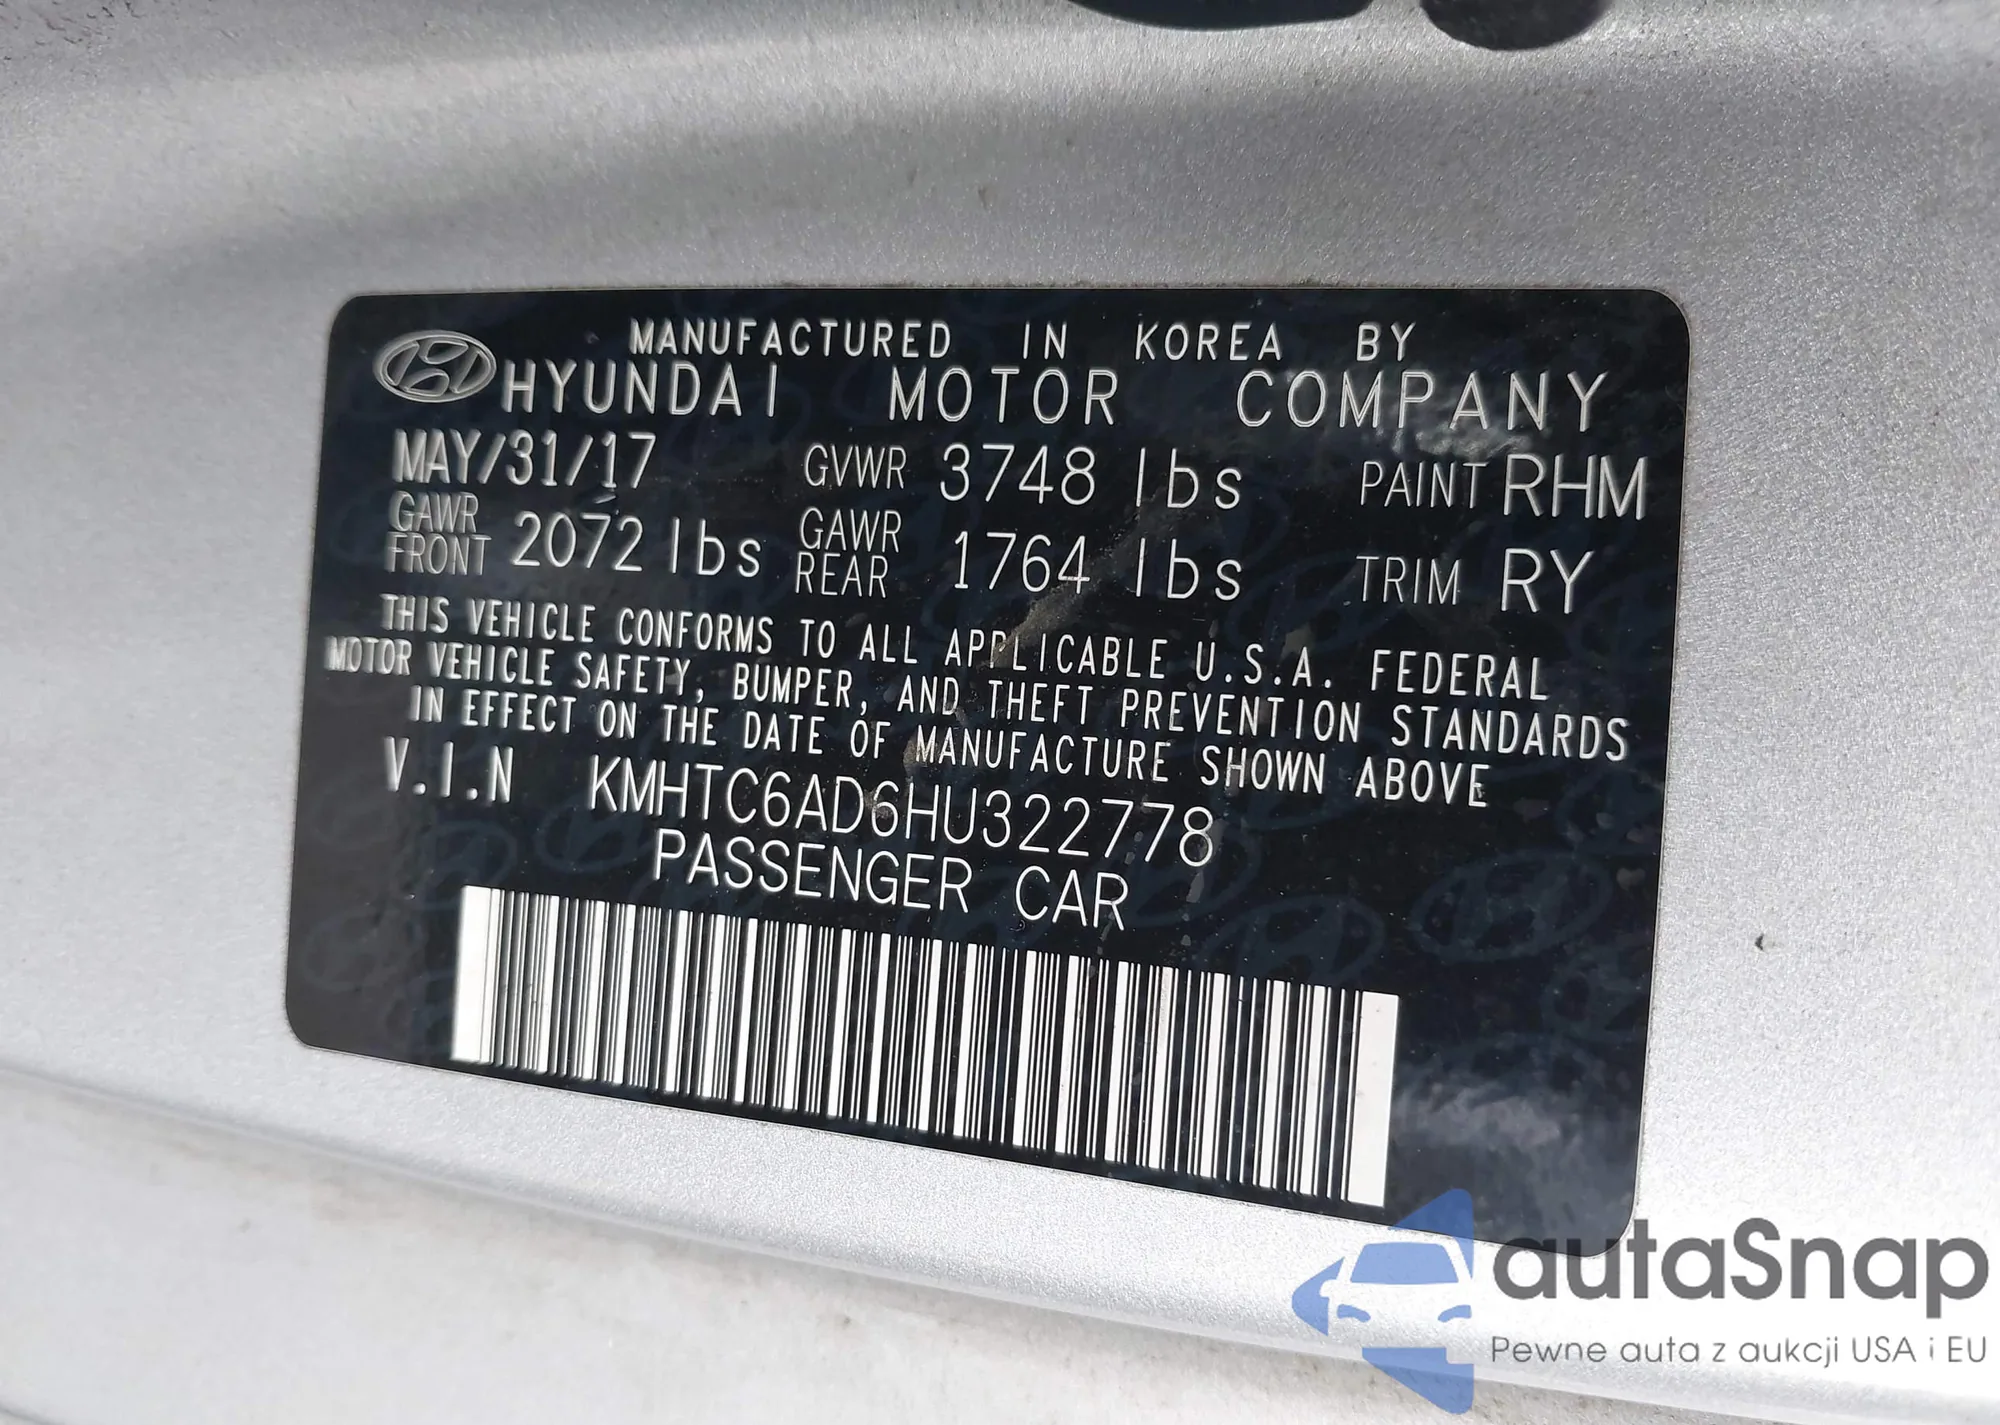 MANUFACTURED IN KOREA BY
HYUNDAI MOTOR COMPANY
MAY/31/17 GVWR 3748 lbs PAINT RHM
GAWR FRONT 2072 lbs GAWR REAR 1764 lbs TRIM RY
THIS VEHICLE CONFORMS TO ALL APPLICABLE U.S.A. FEDERAL
MOTOR VEHICLE SAFETY, BUMPER, AND THEFT PREVENTION STANDARDS
IN EFFECT ON THE DATE OF MANUFACTURE SHOWN ABOVE
V.I.N KMHTC6AD6HU322778
PASSENGER CAR
autaSnap
Pewne auta z aukcji USA i EU